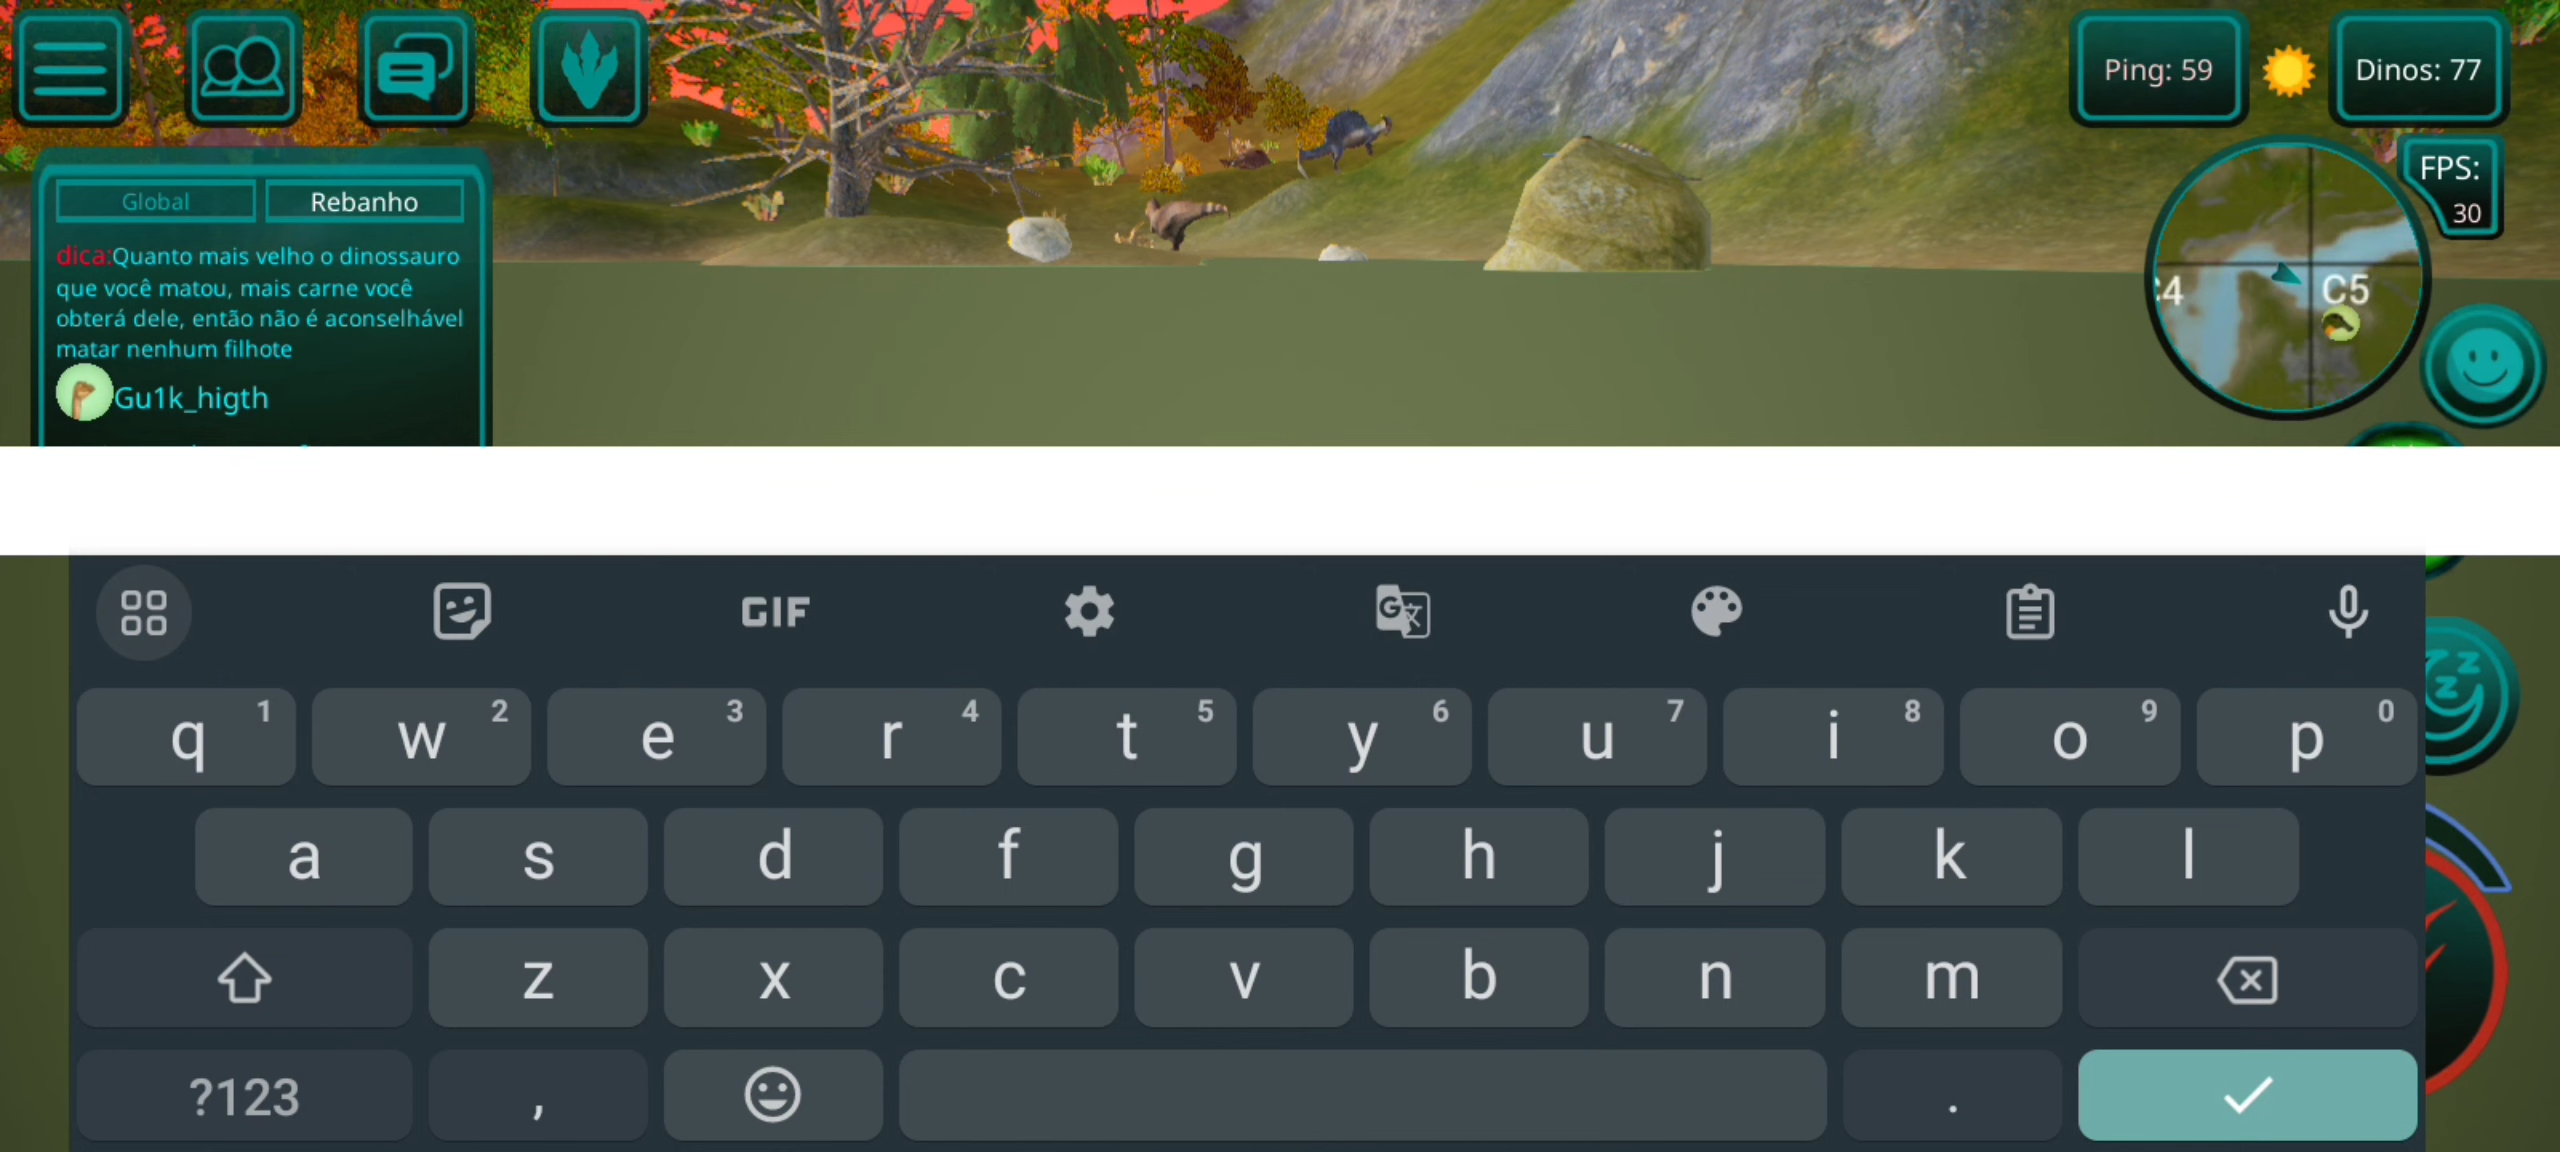 Ping: 59
Dinos: 77
FPS:
30
Global
Rebanho
dica:Quanto mais velho o dinossauro
que você matou, mais carne você
obterá dele, então não é aconselhável
matar nenhum filhote
Gu1k_higth
C5
GIF
q 1 w 2 e 3 r 4 t 5 y 6 u 7 i 8 o 9 p 0
a s d f g h j k l
z x c v b n m
?123 , .